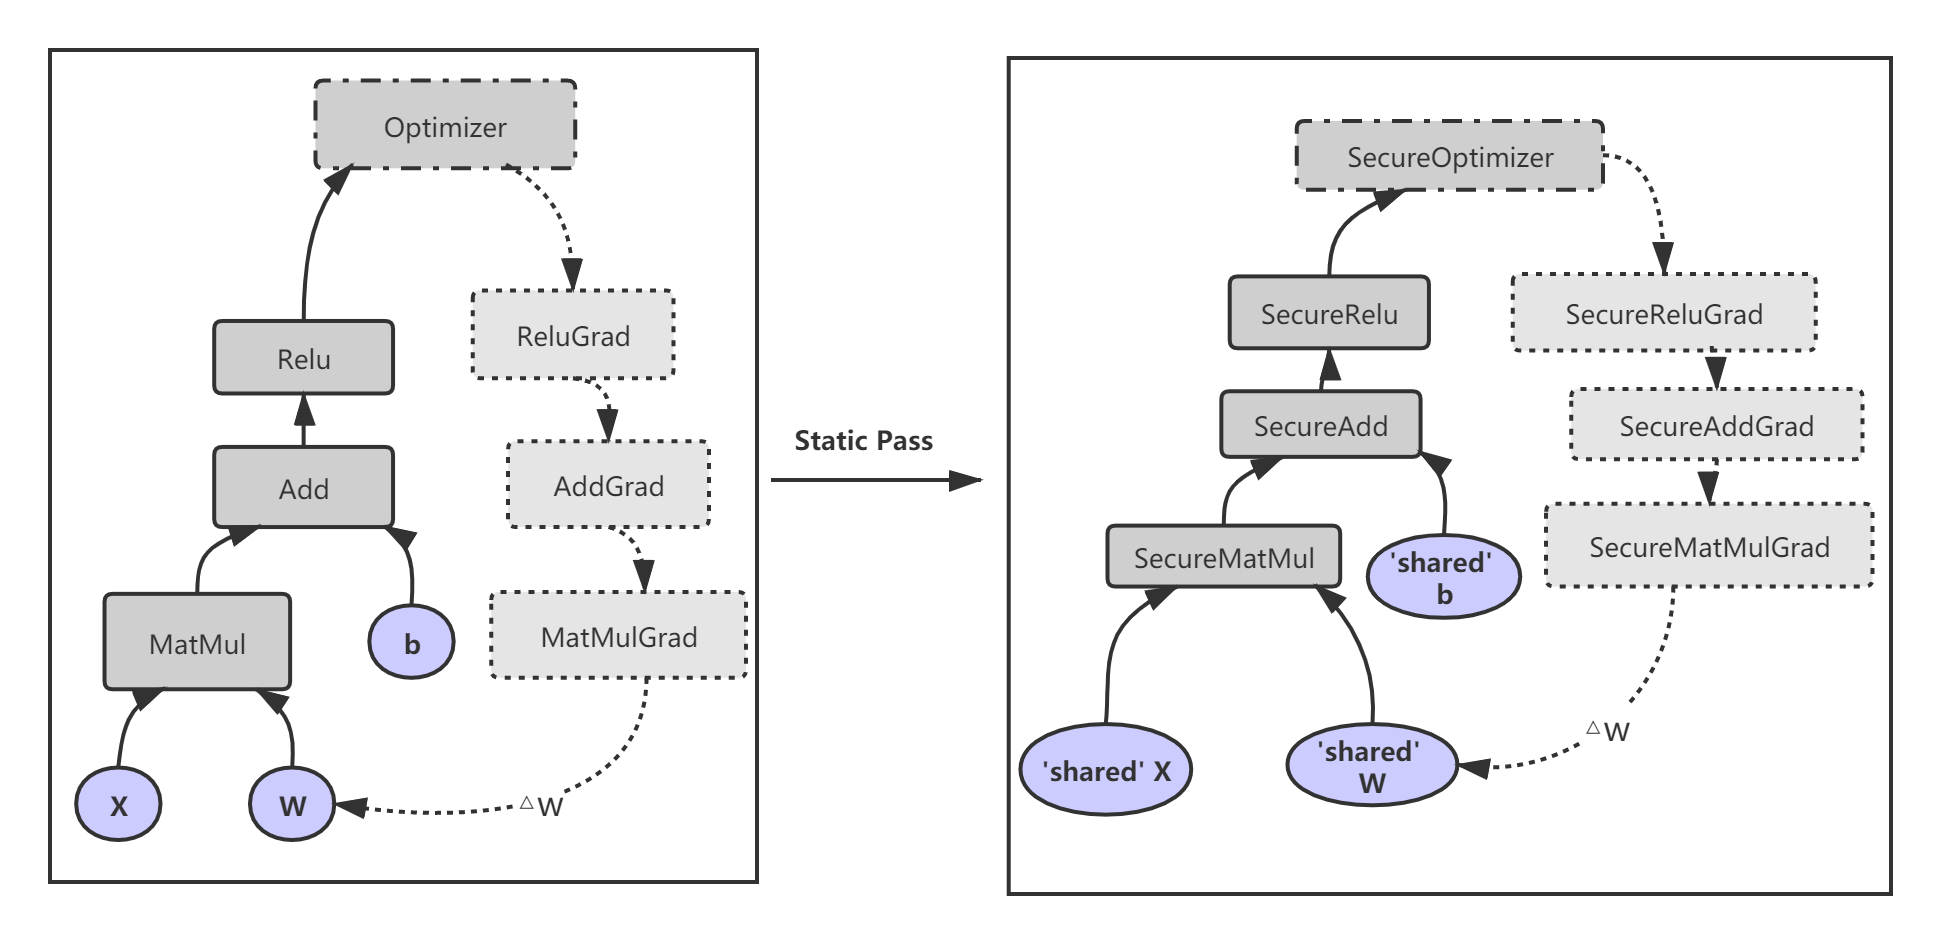 Optimizer
ReluGrad
Relu
AddGrad
Add
MatMulGrad
MatMul
b
X
W
△W
Static Pass
SecureOptimizer
SecureRelu
SecureReluGrad
SecureAdd
SecureAddGrad
SecureMatMul
'shared'
b
SecureMatMulGrad
△W
'shared' X
'shared'
W